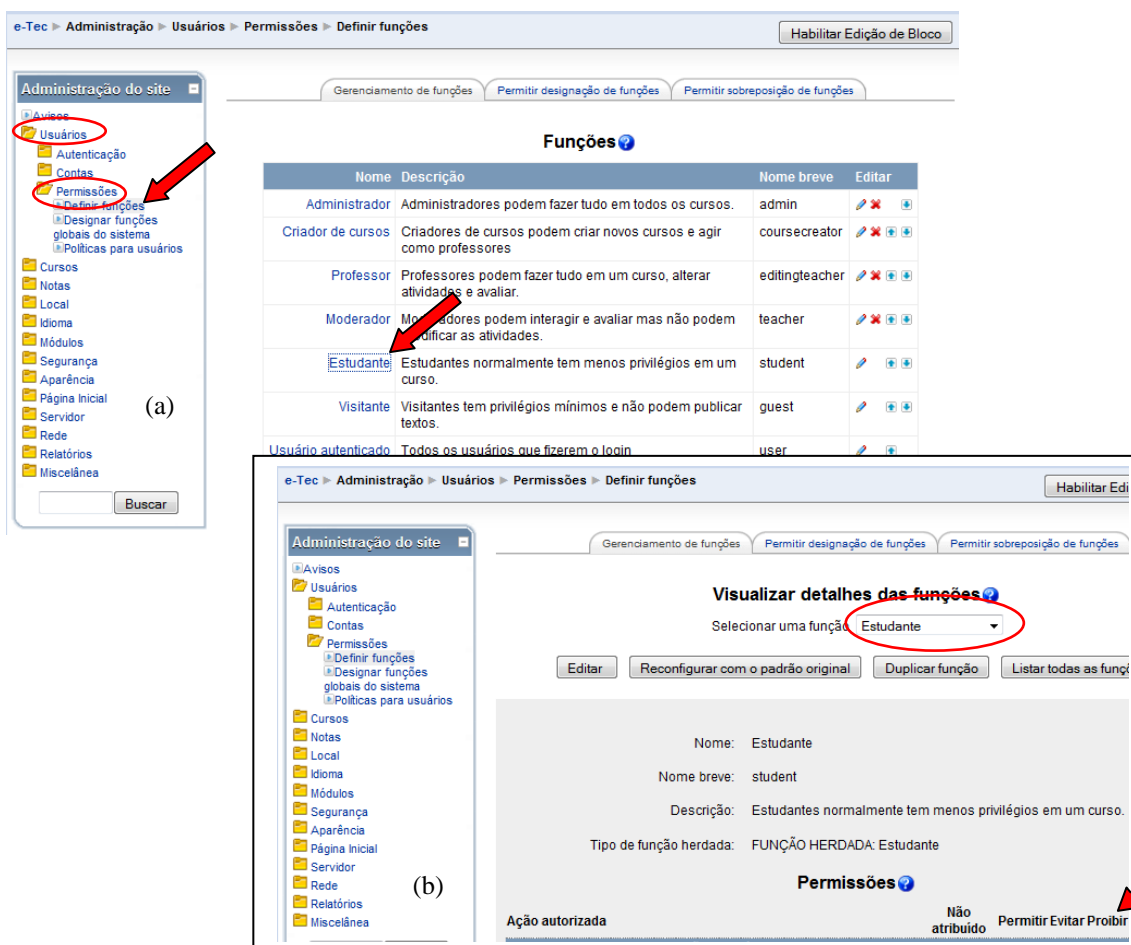 e-Tec ► Administração ► Usuários ► Permissões ► Definir funções
Habilitar Edição de Bloco
Administração do site
Avisos
Usuários
Autenticação
Contas
Permissões
Definir funções
Designar funções
globais do sistema
Políticas para usuários
Cursos
Notas
Local
Idioma
Módulos
Segurança
Aparência
Página Inicial
Servidor
Rede
Relatórios
Miscelânea
Buscar
(a)
Gerenciamento de funções Permitir designação de funções Permitir sobreposição de funções
Funções
Nome Descrição Nome breve Editar
Administrador Administradores podem fazer tudo em todos os cursos. admin
Criador de cursos Criadores de cursos podem criar novos cursos e agir coursecreator
como professores
Professor Professores podem fazer tudo em um curso, alterar editingteacher
atividades e avaliar.
Moderador Moderadores podem interagir e avaliar mas não podem teacher
modificar as atividades.
Estudante Estudantes normalmente tem menos privilégios em um student
curso.
Visitante Visitantes tem privilégios mínimos e não podem publicar guest
textos.
Usuário autenticado Todos os usuários que fizerem o login user
e-Tec ► Administração ► Usuários ► Permissões ► Definir funções
Habilitar Edi
Administração do site
Avisos
Usuários
Autenticação
Contas
Permissões
Definir funções
Designar funções
globais do sistema
Políticas para usuários
Cursos
Notas
Local
Idioma
Módulos
Segurança
Aparência
Página Inicial
Servidor
Rede
Relatórios
Miscelânea
(b)
Gerenciamento de funções Permitir designação de funções Permitir sobreposição de funções
Visualizar detalhes das funções
Selecionar uma função Estudante
Editar Reconfigurar com o padrão original Duplicar função Listar todas as funçõ
Nome: Estudante
Nome breve: student
Descrição: Estudantes normalmente tem menos privilégios em um curso.
Tipo de função herdada: FUNÇÃO HERDADA: Estudante
Permissões
Ação autorizada Não atribuído Permitir Evitar Proibir